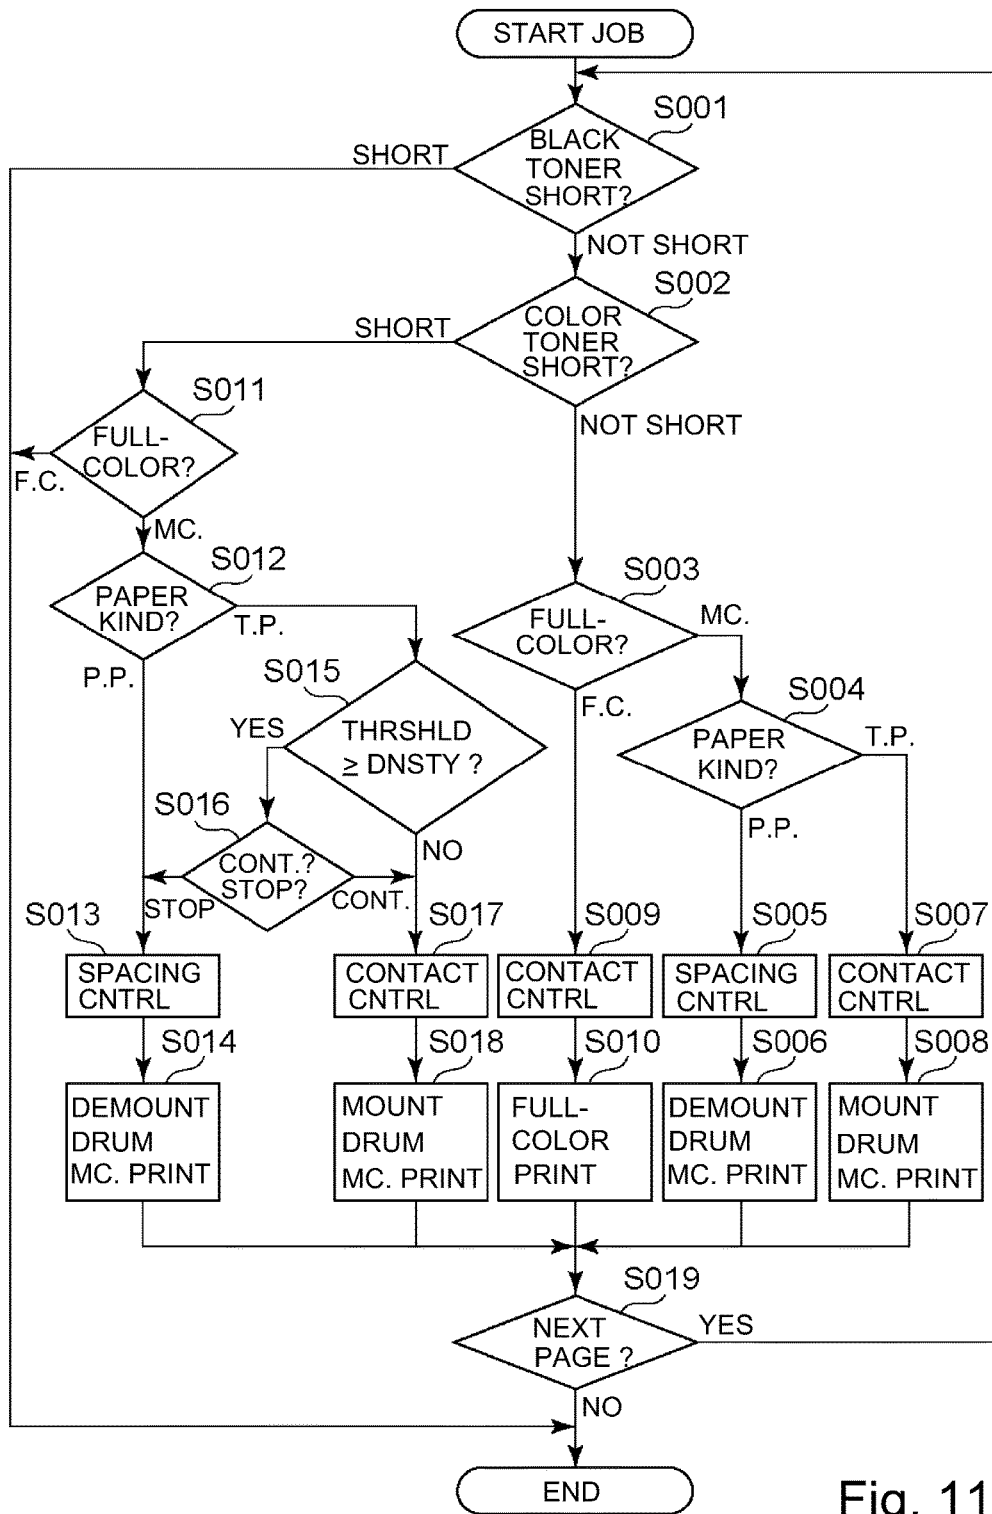 START JOB
S001
BLACK
TONER
SHORT?
SHORT
NOT SHORT
S002
COLOR
TONER
SHORT?
SHORT
NOT SHORT
S011
FULL-
COLOR?
F.C.
MC.
S012
PAPER
KIND?
T.P.
P.P.
S003
FULL-
COLOR?
MC.
F.C.
S015
THRSHLD
≥ DNSTY ?
YES
NO
S004
PAPER
KIND?
T.P.
P.P.
S016
CONT.?
STOP?
STOP
CONT.
S013
SPACING
CNTRL
S017
CONTACT
CNTRL
S009
CONTACT
CNTRL
S005
SPACING
CNTRL
S007
CONTACT
CNTRL
S014
DEMOUNT
DRUM
MC. PRINT
S018
MOUNT
DRUM
MC. PRINT
S010
FULL-
COLOR
PRINT
S006
DEMOUNT
DRUM
MC. PRINT
S008
MOUNT
DRUM
MC. PRINT
S019
NEXT
PAGE ?
YES
NO
END
Fig. 11